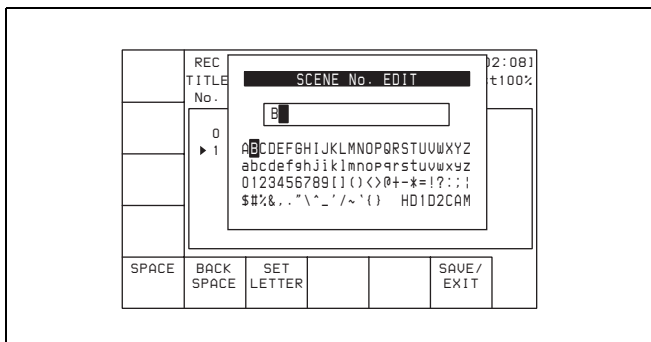 REC 02:08]
TITLE t100%
No.
SCENE No. EDIT
B
0
▶ 1
ABCDEFGHIJKLMNOPQRSTUVWXYZ
abcdefghijklmnopqrstuvwxyz
0123456789[]()<>@+-*=!?:;¦
$#%&,."\^_'/~`{} HD1D2CAM
SPACE BACK SPACE SET LETTER SAVE/ EXIT